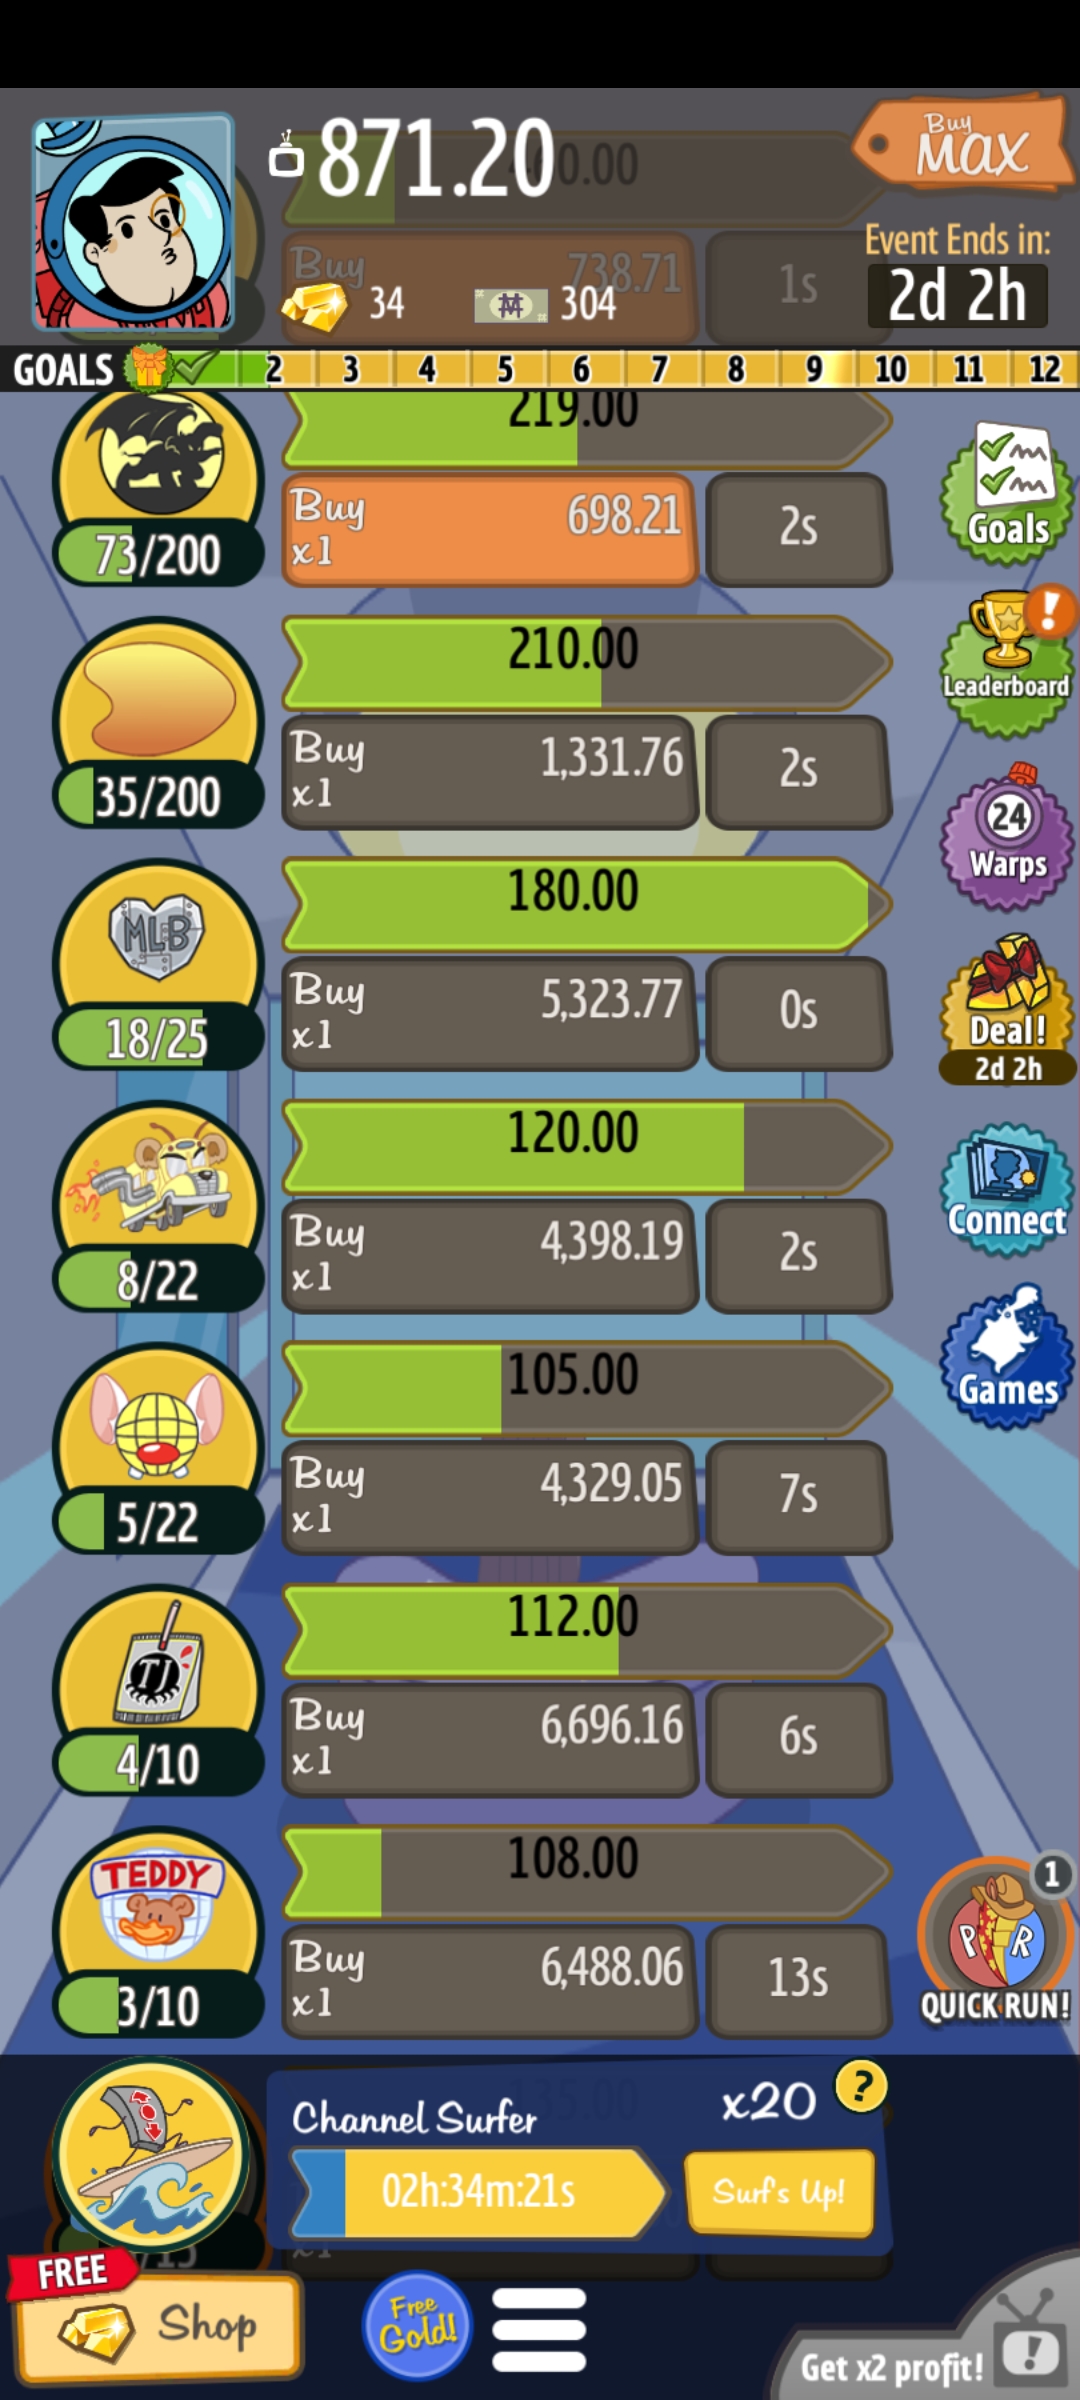 871.20
Buy
MAX
60.00
Buy
738.71
1s
34
304
Event Ends in:
2d 2h
GOALS 2 3 4 5 6 7 8 9 10 11 12
219.00
Buy
x1
698.21
2s
73/200
Goals
210.00
Buy
x1
1,331.76
2s
35/200
Leaderboard
!
180.00
MLB
Buy
x1
5,323.77
0s
18/25
24
Warps
Deal!
2d 2h
120.00
Buy
x1
4,398.19
2s
8/22
Connect
105.00
Buy
x1
4,329.05
7s
5/22
Games
112.00
TJ
Buy
x1
6,696.16
6s
4/10
108.00
TEDDY
Buy
x1
6,488.06
13s
3/10
1
P R
QUICK RUN!
Channel Surfer
x20
?
02h:34m:21s
Surf's Up!
x1
FREE
Shop
Free
Gold!
Get x2 profit!
!